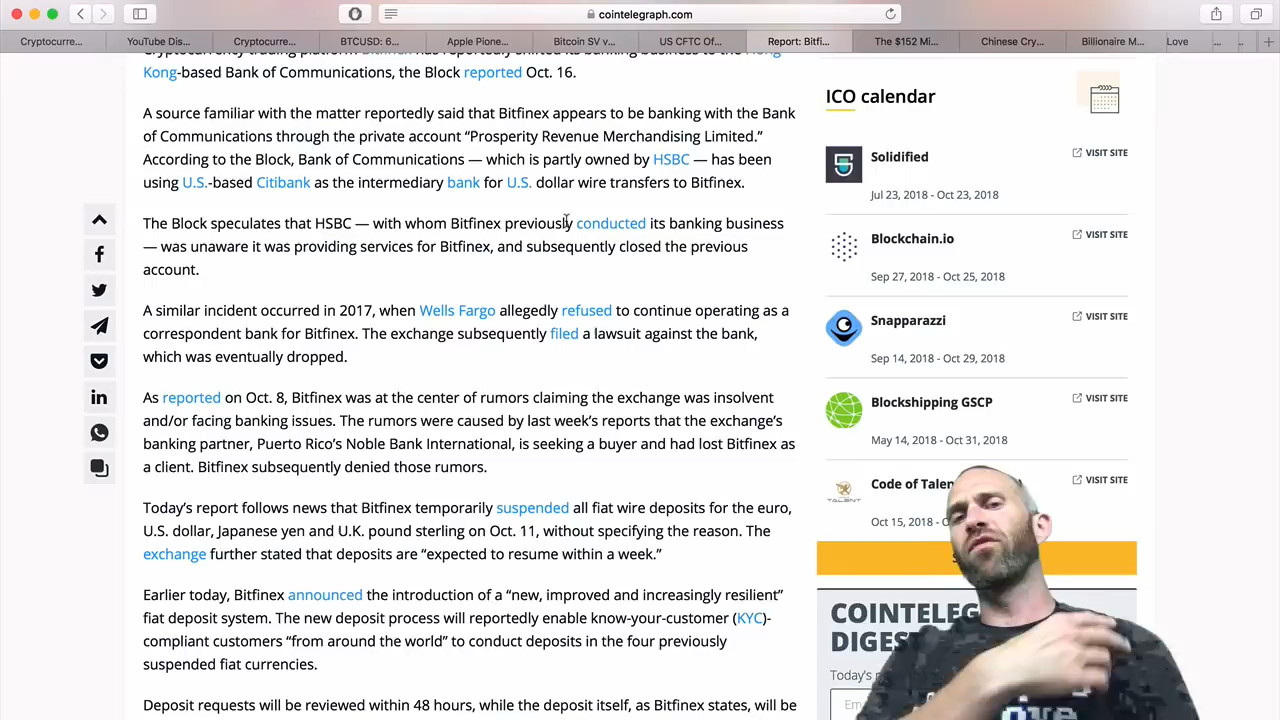 cointelegraph.com
Cryptocurre...
YouTube Dis...
Cryptocurre...
BTCUSD: 6...
Apple Pione...
Bitcoin SV v...
US CFTC Of...
Report: Bitfi...
The $152 Mi...
Chinese Cry...
Billionaire M...
Love
...
...
Kong-based Bank of Communications, the Block reported Oct. 16.
A source familiar with the matter reportedly said that Bitfinex appears to be banking with the Bank
of Communications through the private account “Prosperity Revenue Merchandising Limited.”
According to the Block, Bank of Communications — which is partly owned by HSBC — has been
using U.S.-based Citibank as the intermediary bank for U.S. dollar wire transfers to Bitfinex.
The Block speculates that HSBC — with whom Bitfinex previously conducted its banking business
— was unaware it was providing services for Bitfinex, and subsequently closed the previous
account.
A similar incident occurred in 2017, when Wells Fargo allegedly refused to continue operating as a
correspondent bank for Bitfinex. The exchange subsequently filed a lawsuit against the bank,
which was eventually dropped.
As reported on Oct. 8, Bitfinex was at the center of rumors claiming the exchange was insolvent
and/or facing banking issues. The rumors were caused by last week’s reports that the exchange’s
banking partner, Puerto Rico’s Noble Bank International, is seeking a buyer and had lost Bitfinex as
a client. Bitfinex subsequently denied those rumors.
Today’s report follows news that Bitfinex temporarily suspended all fiat wire deposits for the euro,
U.S. dollar, Japanese yen and U.K. pound sterling on Oct. 11, without specifying the reason. The
exchange further stated that deposits are “expected to resume within a week.”
Earlier today, Bitfinex announced the introduction of a “new, improved and increasingly resilient”
fiat deposit system. The new deposit process will reportedly enable know-your-customer (KYC)-
compliant customers “from around the world” to conduct deposits in the four previously
suspended fiat currencies.
Deposit requests will be reviewed within 48 hours, while the deposit itself, as Bitfinex states, will be
ICO calendar
Solidified
VISIT SITE
Jul 23, 2018 - Oct 23, 2018
Blockchain.io
VISIT SITE
Sep 27, 2018 - Oct 25, 2018
Snapparazzi
VISIT SITE
Sep 14, 2018 - Oct 29, 2018
Blockshipping GSCP
VISIT SITE
May 14, 2018 - Oct 31, 2018
TALENT
Code of Talen
VISIT SITE
Oct 15, 2018 -
COINTELEG
DIGES
Today's
Em